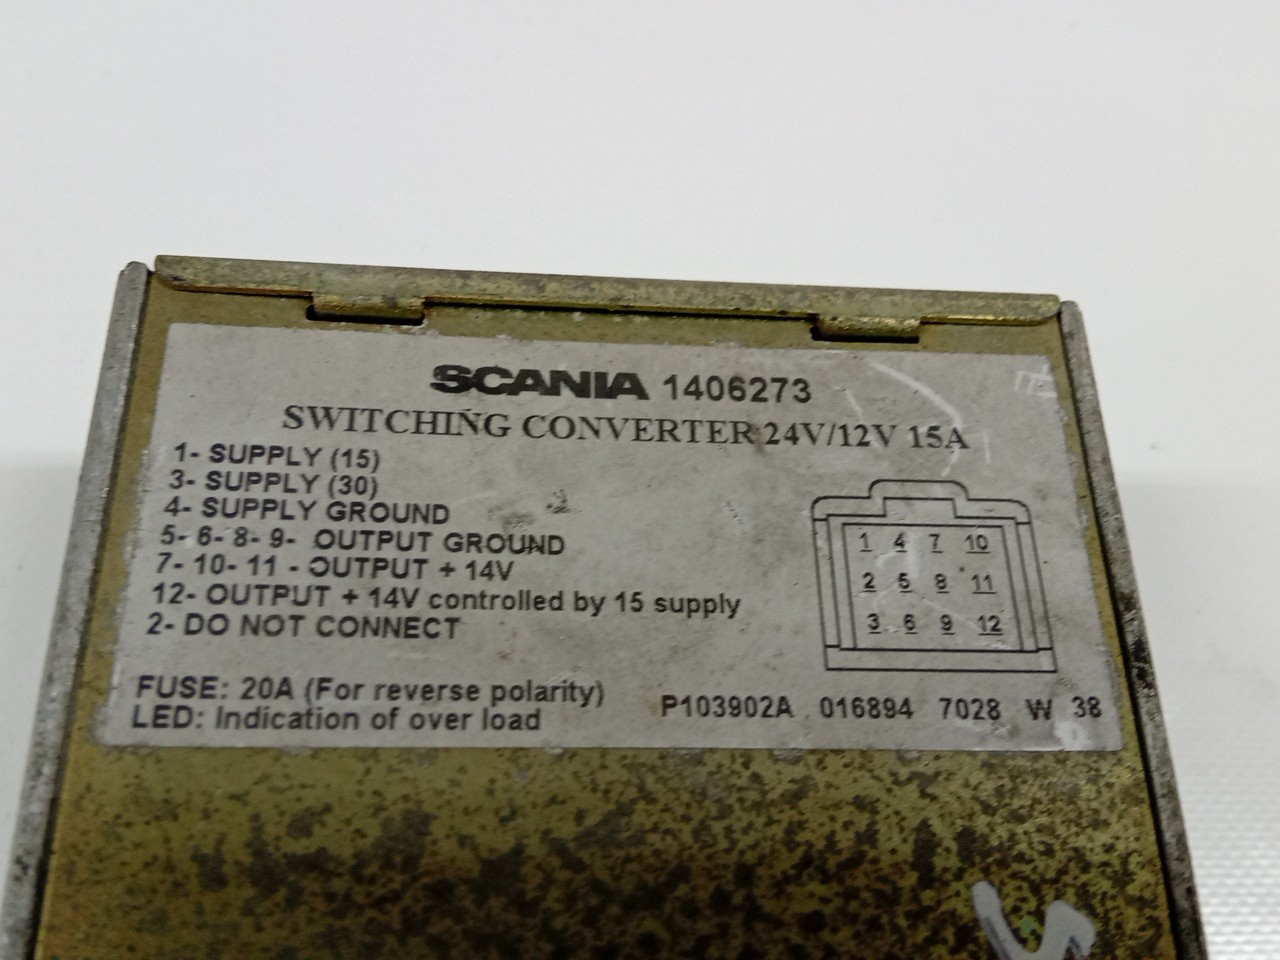 SCANIA 1406273
SWITCHING CONVERTER 24V/12V 15A
1- SUPPLY (15)
3- SUPPLY (30)
4- SUPPLY GROUND
5- 6- 8- 9- OUTPUT GROUND
7- 10- 11 - OUTPUT + 14V
12- OUTPUT + 14V controlled by 15 supply
2- DO NOT CONNECT
1 4 7 10
2 5 8 11
3 6 9 12
FUSE: 20A (For reverse polarity)
LED: Indication of over load
P103902A 016894 7028 W 38